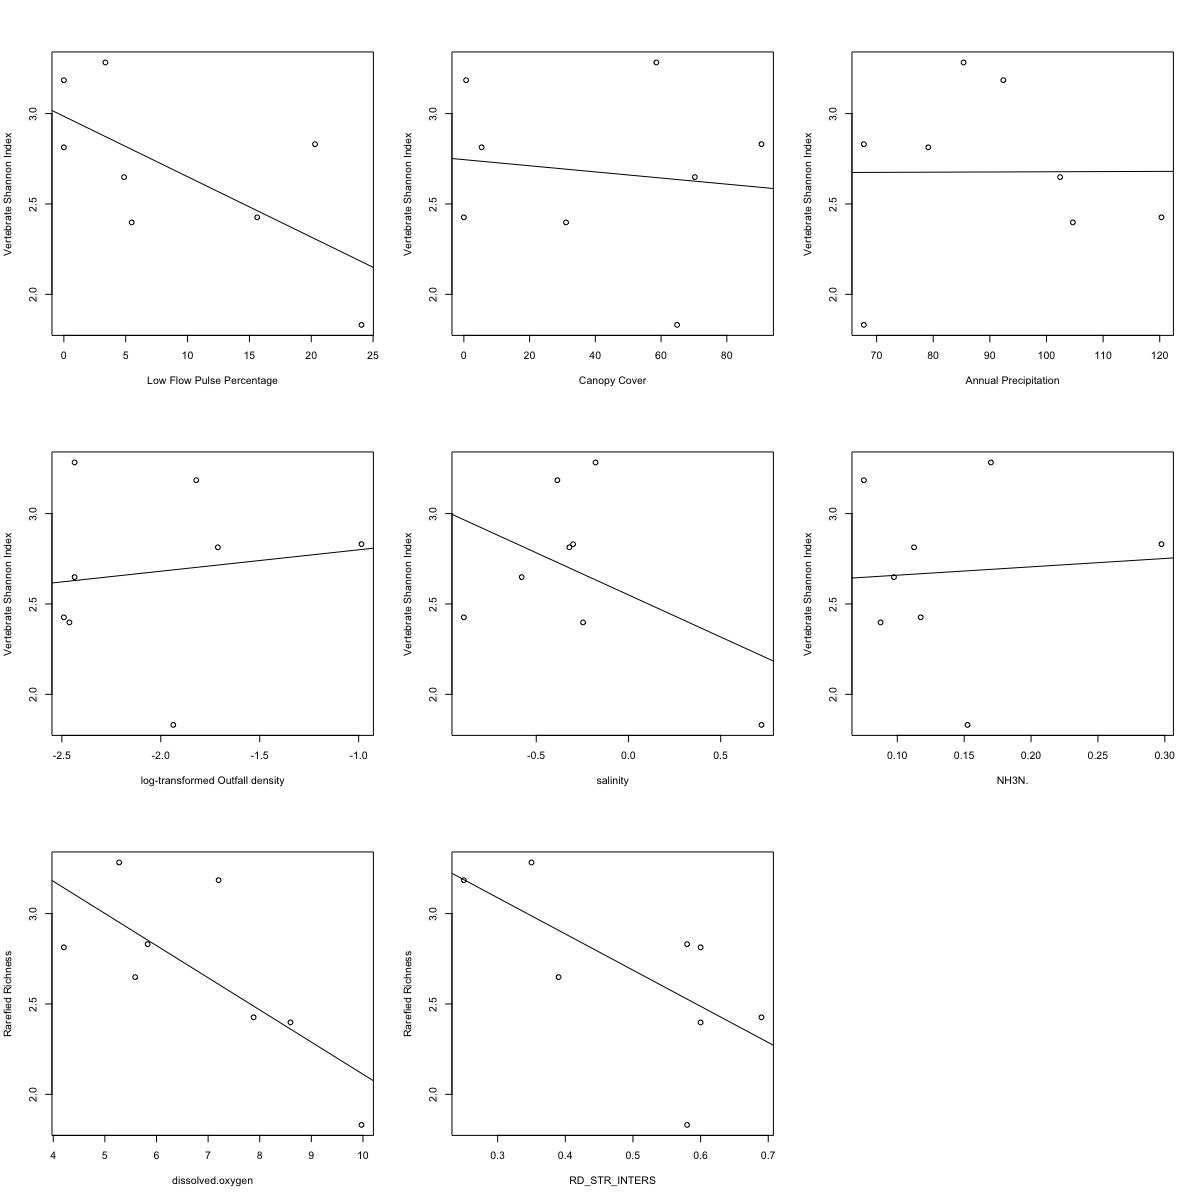 Vertebrate Shannon Index
2.0 2.5 3.0
0 5 10 15 20 25
Low Flow Pulse Percentage
Vertebrate Shannon Index
2.0 2.5 3.0
0 20 40 60 80
Canopy Cover
Vertebrate Shannon Index
2.0 2.5 3.0
70 80 90 100 110 120
Annual Precipitation
Vertebrate Shannon Index
2.0 2.5 3.0
-2.5 -2.0 -1.5 -1.0
log-transformed Outfall density
Vertebrate Shannon Index
2.0 2.5 3.0
-0.5 0.0 0.5
salinity
Vertebrate Shannon Index
2.0 2.5 3.0
0.10 0.15 0.20 0.25 0.30
NH3N.
Rarefied Richness
2.0 2.5 3.0
4 5 6 7 8 9 10
dissolved.oxygen
Rarefied Richness
2.0 2.5 3.0
0.3 0.4 0.5 0.6 0.7
RD_STR_INTERS